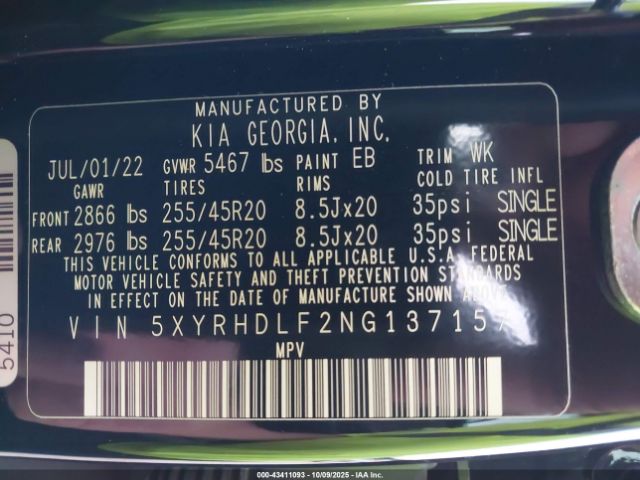 MANUFACTURED BY
KIA GEORGIA, INC.
JUL/01/22 GVWR 5467 lbs PAINT EB TRIM WK
GAWR TIRES RIMS COLD TIRE INFL
FRONT 2866 lbs 255/45R20 8.5Jx20 35psi SINGLE
REAR 2976 lbs 255/45R20 8.5Jx20 35psi SINGLE
THIS VEHICLE CONFORMS TO ALL APPLICABLE U.S.A. FEDERAL
MOTOR VEHICLE SAFETY AND THEFT PREVENTION STANDARDS
IN EFFECT ON THE DATE OF MANUFACTURE SHOWN ABOVE.
VIN 5XYRHDLF2NG137157
MPV
5410
000-43411093 | 10/09/2025 | IAA Inc.